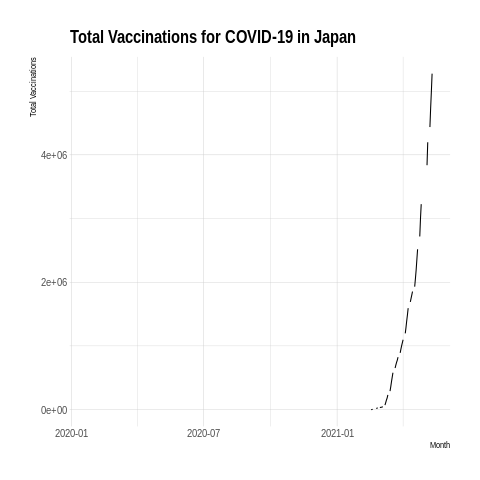 Total Vaccinations for COVID-19 in Japan
Total Vaccinations
4e+06
2e+06
0e+00
2020-01 2020-07 2021-01
Month